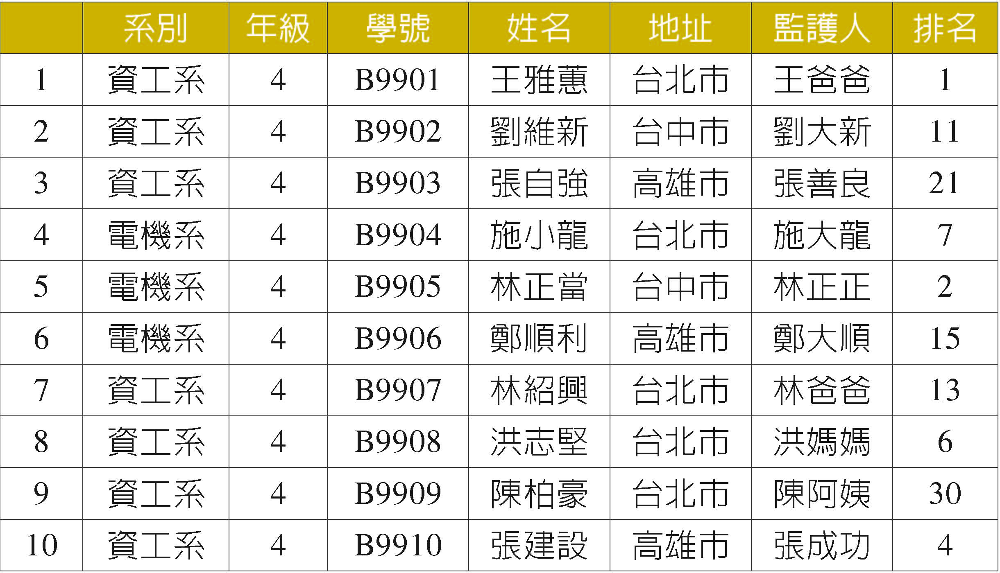 系別 年級 學號 姓名 地址 監護人 排名
1 資工系 4 B9901 王雅蕙 台北市 王爸爸 1
2 資工系 4 B9902 劉維新 台中市 劉大新 11
3 資工系 4 B9903 張自強 高雄市 張善良 21
4 電機系 4 B9904 施小龍 台北市 施大龍 7
5 電機系 4 B9905 林正當 台中市 林正正 2
6 電機系 4 B9906 鄭順利 高雄市 鄭大順 15
7 資工系 4 B9907 林紹興 台北市 林爸爸 13
8 資工系 4 B9908 洪志堅 台北市 洪媽媽 6
9 資工系 4 B9909 陳柏豪 台北市 陳阿姨 30
10 資工系 4 B9910 張建設 高雄市 張成功 4